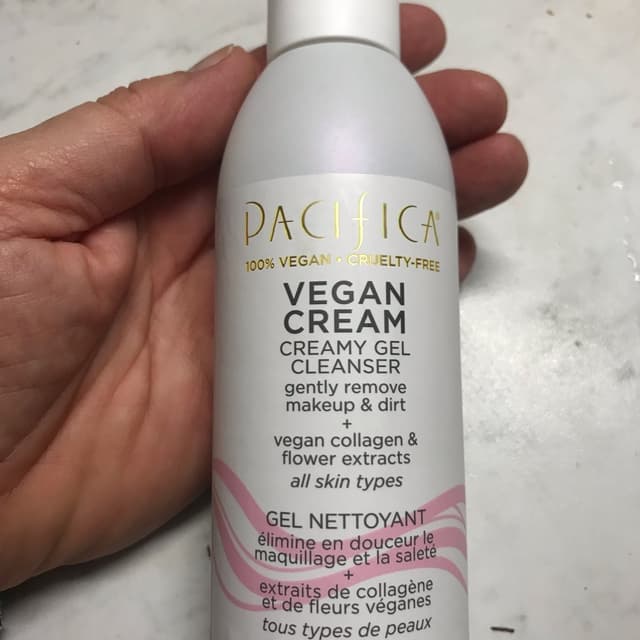 PACIFICA®
100% VEGAN • CRUELTY-FREE
VEGAN
CREAM
CREAMY GEL
CLEANSER
gently remove
makeup & dirt
+
vegan collagen &
flower extracts
all skin types
GEL NETTOYANT
élimine en douceur le
maquillage et la saleté
+
extraits de collagène
et de fleurs véganes
tous types de peaux